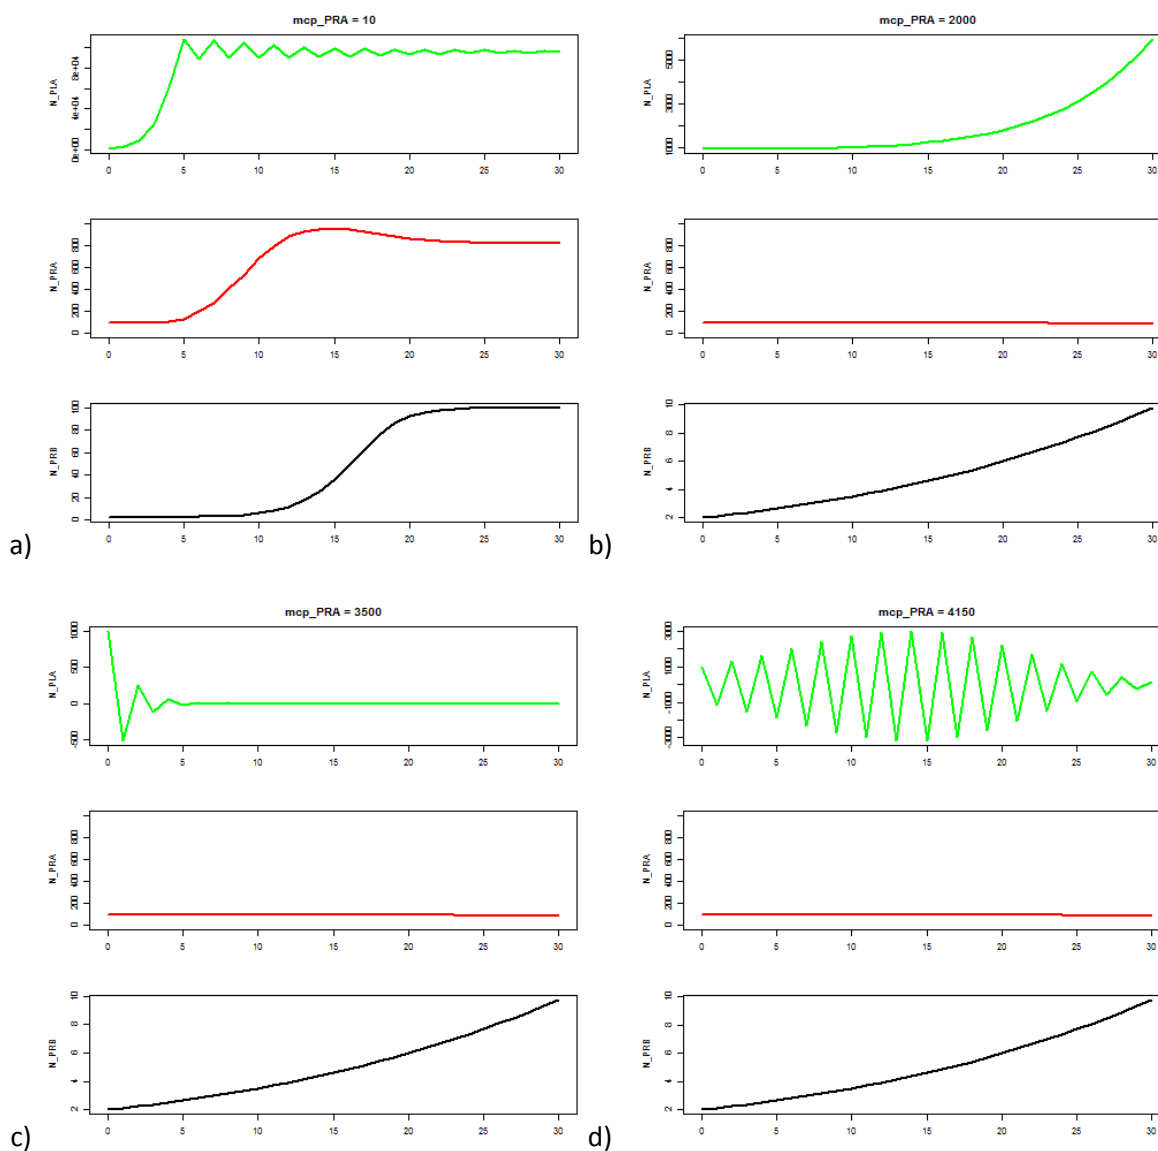 mcp_PRA = 10
N_PLA
0e+00 4e+04 8e+04
0 5 10 15 20 25 30
N_PRA
0 200 400 600 800
0 5 10 15 20 25 30
N_PRB
0 20 40 60 80 100
0 5 10 15 20 25 30
a)
mcp_PRA = 2000
N_PLA
1000 3000 5000
0 5 10 15 20 25 30
N_PRA
0 200 400 600 800
0 5 10 15 20 25 30
N_PRB
2 4 6 8 10
0 5 10 15 20 25 30
b)
mcp_PRA = 3500
N_PLA
-500 0 500 1000
0 5 10 15 20 25 30
N_PRA
0 200 400 600 800
0 5 10 15 20 25 30
N_PRB
2 4 6 8 10
0 5 10 15 20 25 30
c)
mcp_PRA = 4150
N_PLA
-3000 -1000 1000 3000
0 5 10 15 20 25 30
N_PRA
0 200 400 600 800
0 5 10 15 20 25 30
N_PRB
2 4 6 8 10
0 5 10 15 20 25 30
d)